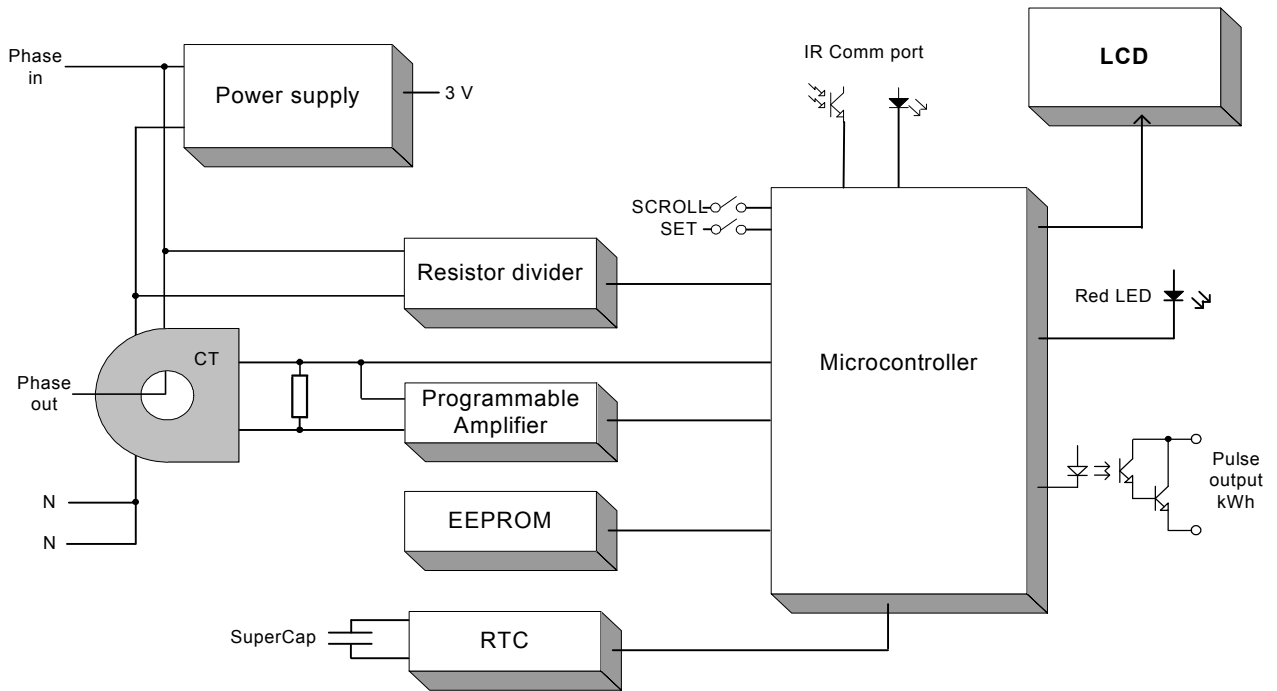 Phase
in
Power supply
3 V
IR Comm port
LCD
SCROLL
SET
Resistor divider
Red LED
CT
Microcontroller
Phase
out
Programmable
Amplifier
Pulse
output
kWh
N
N
EEPROM
SuperCap
RTC